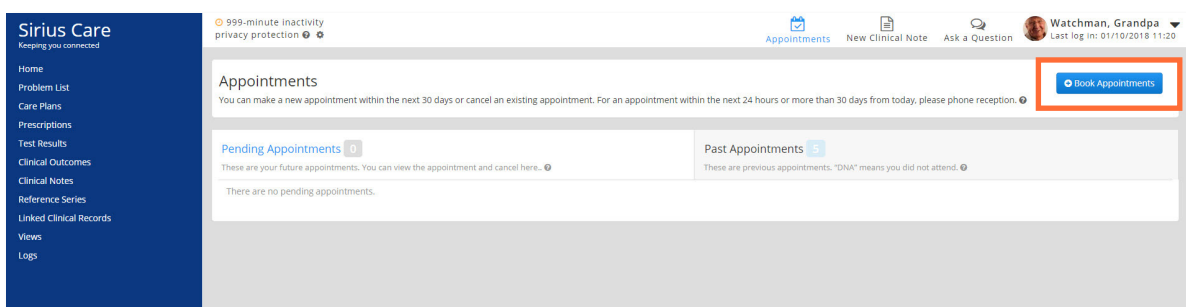 Sirius Care
Keeping you connected
Home
Problem List
Care Plans
Prescriptions
Test Results
Clinical Outcomes
Clinical Notes
Reference Series
Linked Clinical Records
Views
Logs
999-minute inactivity
privacy protection
Appointments
New Clinical Note
Ask a Question
Watchman, Grandpa
Last log in: 01/10/2018 11:20
Appointments
You can make a new appointment within the next 30 days or cancel an existing appointment. For an appointment within the next 24 hours or more than 30 days from today, please phone reception.
Book Appointments
Pending Appointments 0
These are your future appointments. You can view the appointment and cancel here..
There are no pending appointments.
Past Appointments 5
These are previous appointments. "DNA" means you did not attend.